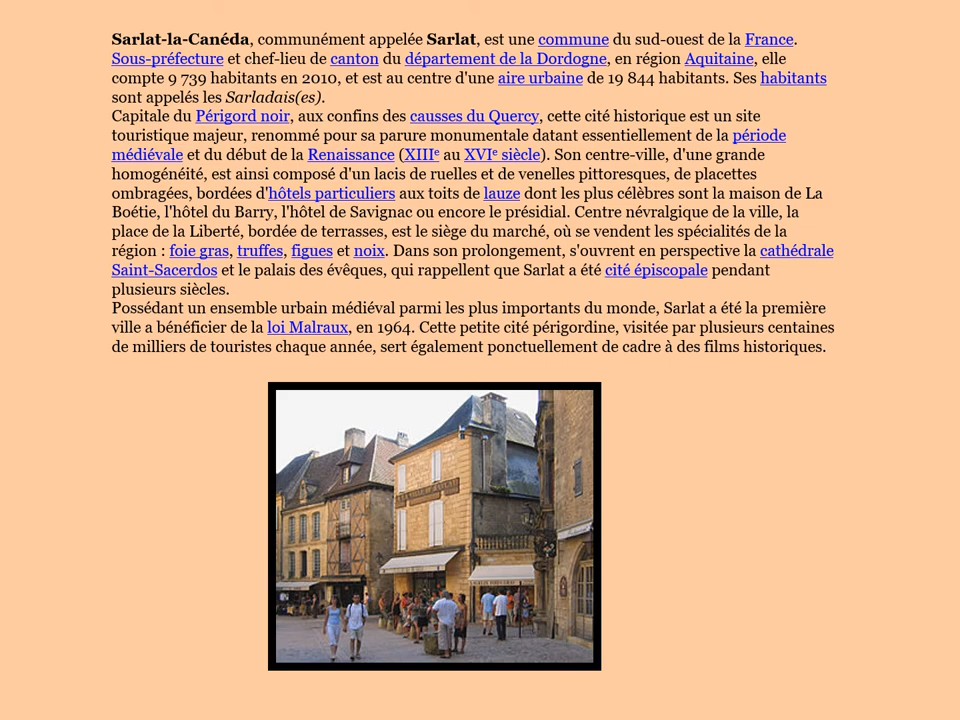 Sarlat-la-Canéda, communément appelée Sarlat, est une commune du sud-ouest de la France.
Sous-préfecture et chef-lieu de canton du département de la Dordogne, en région Aquitaine, elle
compte 9 739 habitants en 2010, et est au centre d'une aire urbaine de 19 844 habitants. Ses habitants
sont appelés les Sarladais(es).
Capitale du Périgord noir, aux confins des causses du Quercy, cette cité historique est un site
touristique majeur, renommé pour sa parure monumentale datant essentiellement de la période
médiévale et du début de la Renaissance (XIIIe au XVIe siècle). Son centre-ville, d'une grande
homogénéité, est ainsi composé d'un lacis de ruelles et de venelles pittoresques, de placettes
ombragées, bordées d'hôtels particuliers aux toits de lauze dont les plus célèbres sont la maison de La
Boétie, l'hôtel du Barry, l'hôtel de Savignac ou encore le présidial. Centre névralgique de la ville, la
place de la Liberté, bordée de terrasses, est le siège du marché, où se vendent les spécialités de la
région : foie gras, truffes, figues et noix. Dans son prolongement, s'ouvrent en perspective la cathédrale
Saint-Sacerdos et le palais des évêques, qui rappellent que Sarlat a été cité épiscopale pendant
plusieurs siècles.
Possédant un ensemble urbain médiéval parmi les plus importants du monde, Sarlat a été la première
ville a bénéficier de la loi Malraux, en 1964. Cette petite cité périgordine, visitée par plusieurs centaines
de milliers de touristes chaque année, sert également ponctuellement de cadre à des films historiques.